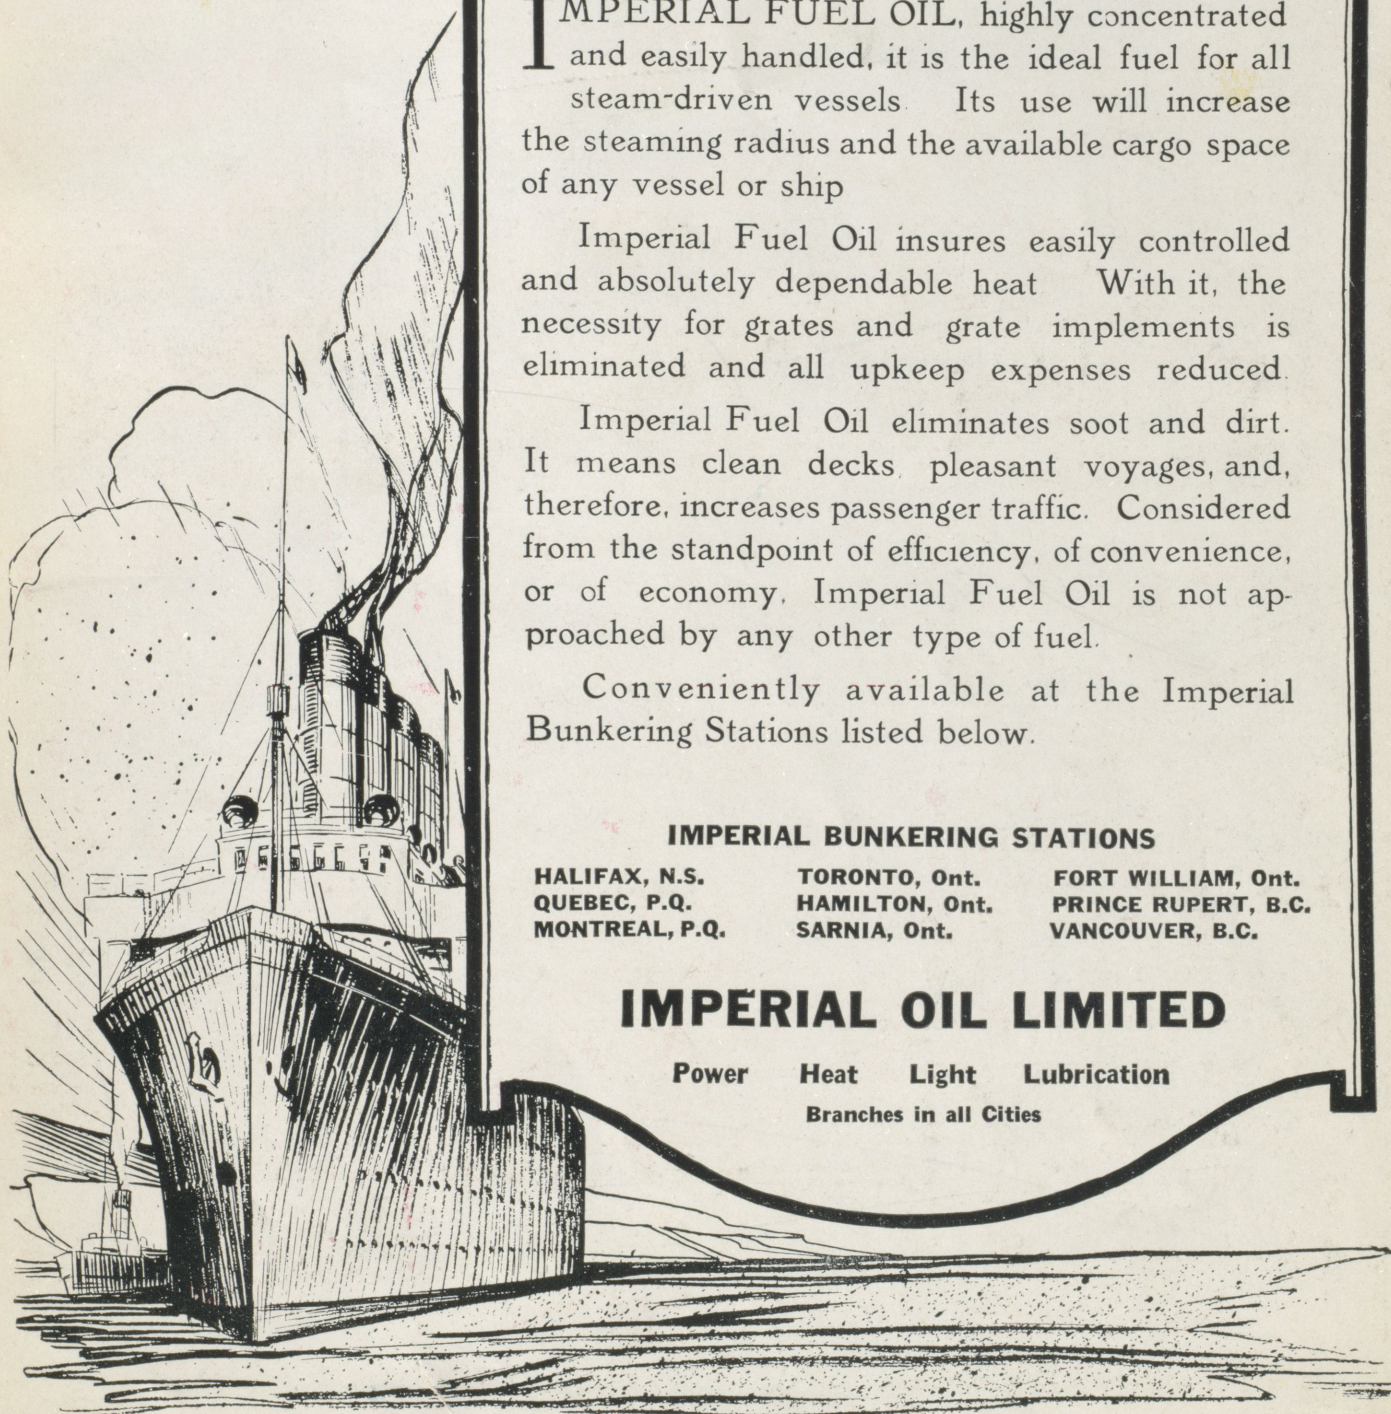 IMPERIAL FUEL OIL, highly concentrated
and easily handled, it is the ideal fuel for all
steam-driven vessels. Its use will increase
the steaming radius and the available cargo space
of any vessel or ship
Imperial Fuel Oil insures easily controlled
and absolutely dependable heat With it, the
necessity for grates and grate implements is
eliminated and all upkeep expenses reduced.
Imperial Fuel Oil eliminates soot and dirt.
It means clean decks, pleasant voyages, and,
therefore, increases passenger traffic. Considered
from the standpoint of efficiency, of convenience,
or of economy, Imperial Fuel Oil is not ap-
proached by any other type of fuel.
Conveniently available at the Imperial
Bunkering Stations listed below.
IMPERIAL BUNKERING STATIONS
HALIFAX, N.S. TORONTO, Ont. FORT WILLIAM, Ont.
QUEBEC, P.Q. HAMILTON, Ont. PRINCE RUPERT, B.C.
MONTREAL, P.Q. SARNIA, Ont. VANCOUVER, B.C.
IMPERIAL OIL LIMITED
Power Heat Light Lubrication
Branches in all Cities